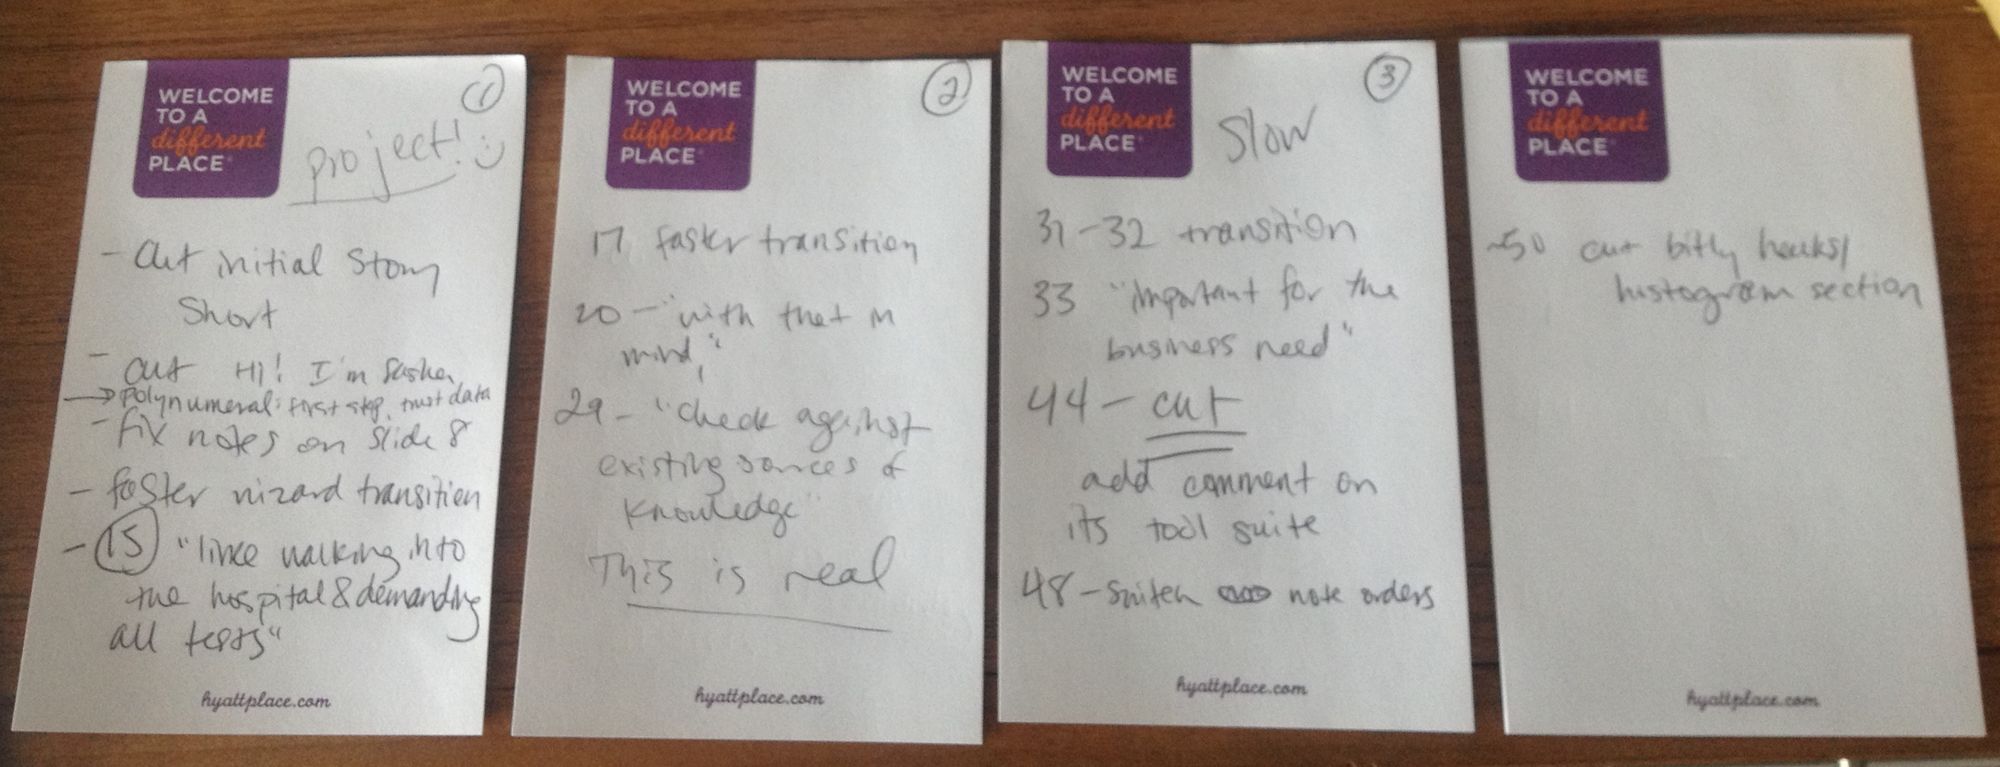 WELCOME
TO A
different
PLACE
1
project! :)
- Cut initial story
short
- cut Hi! I'm Sasha,
→ polynumeral: first step, trust data
- fix notes on slide 8
- faster wizard transition
- 15 "like walking into
the hospital & demanding
all tests"
hyattplace.com
WELCOME
TO A
different
PLACE
2
17 faster transition
20 - "with that in
mind,"
29 - "check against
existing sources of
knowledge"
This is real
hyattplace.com
WELCOME
TO A
different
PLACE
3
Slow
31-32 transition
33 "important for the
business need"
44 - cut
add comment on
its tool suite
48 - switch note orders
hyattplace.com
WELCOME
TO A
different
PLACE
~50 cut bitly hacks/
histogram section
hyattplace.com